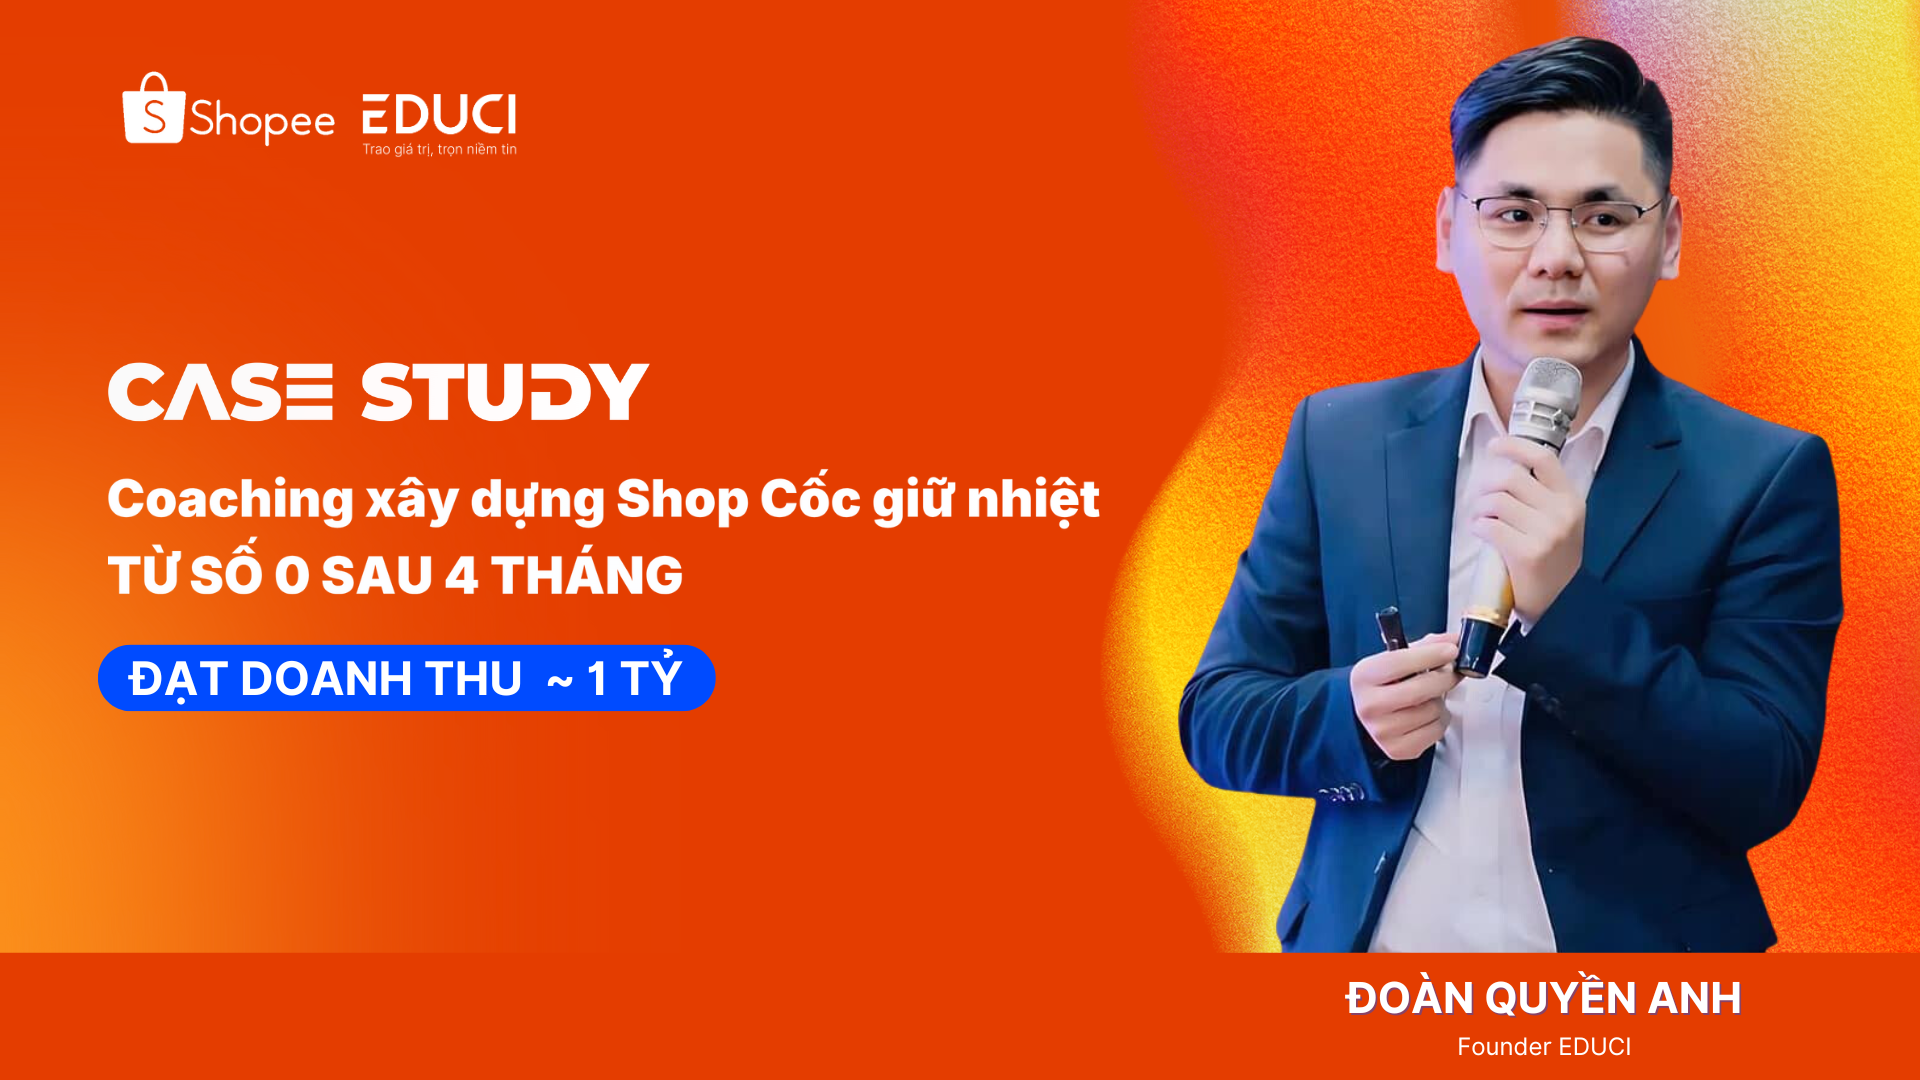 Shopee EDUCI
Trao giá trị, trọn niềm tin
CASE STUDY
Coaching xây dựng Shop Cốc giữ nhiệt
TỪ SỐ 0 SAU 4 THÁNG
ĐẠT DOANH THU ~ 1 TỶ
ĐOÀN QUYỀN ANH
Founder EDUCI